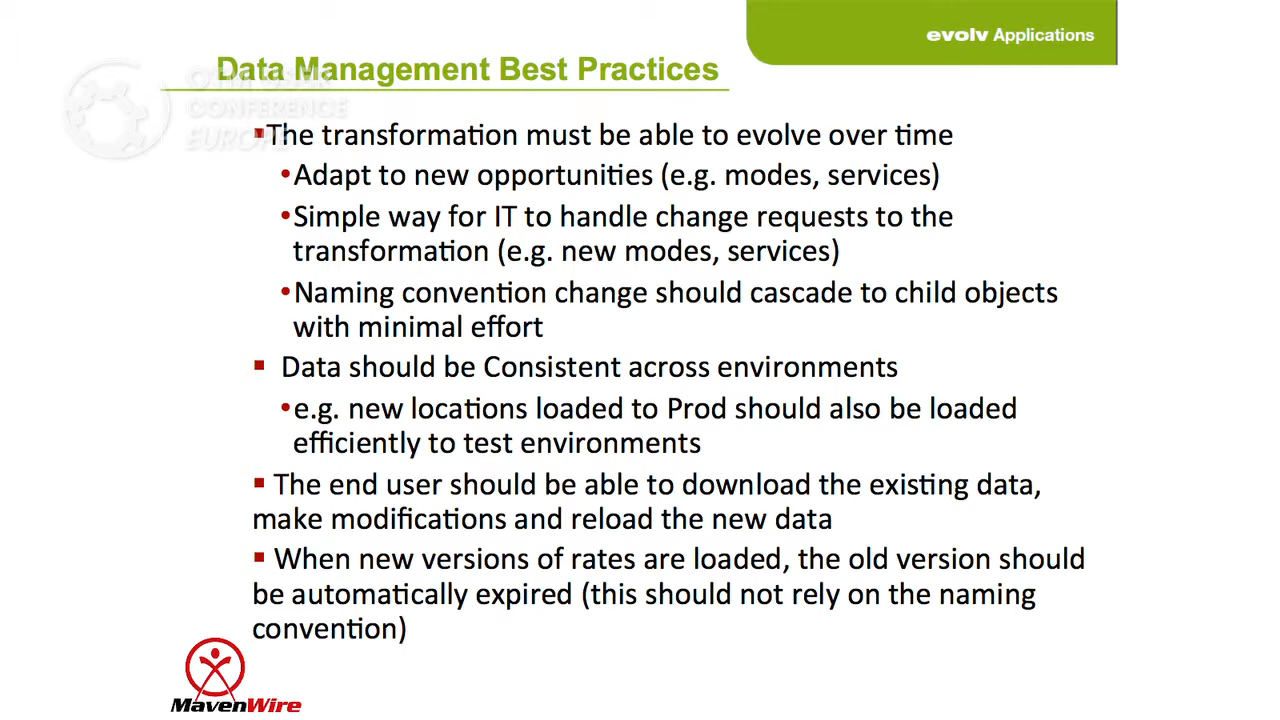 evolv Applications
Data Management Best Practices
OTM USER
CONFERENCE
EUROPE
▪The transformation must be able to evolve over time
•Adapt to new opportunities (e.g. modes, services)
•Simple way for IT to handle change requests to the
transformation (e.g. new modes, services)
•Naming convention change should cascade to child objects
with minimal effort
▪ Data should be Consistent across environments
•e.g. new locations loaded to Prod should also be loaded
efficiently to test environments
▪ The end user should be able to download the existing data,
make modifications and reload the new data
▪ When new versions of rates are loaded, the old version should
be automatically expired (this should not rely on the naming
convention)
MavenWire